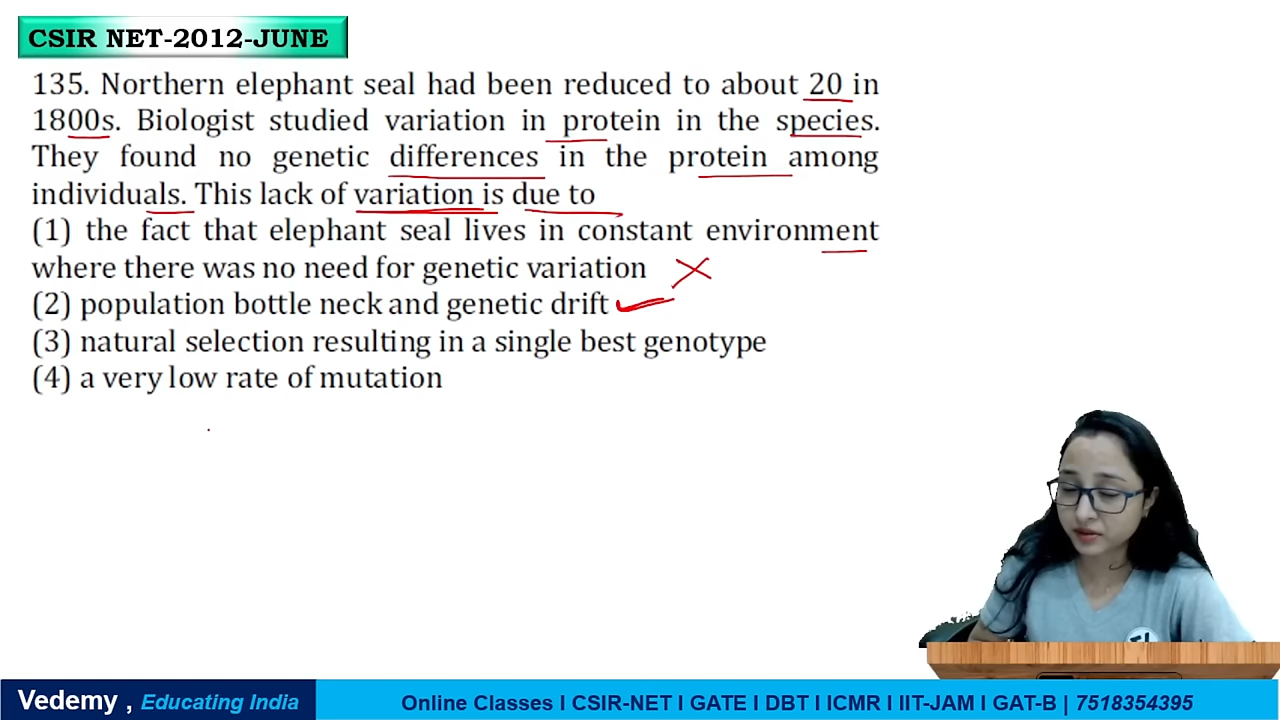 CSIR NET-2012-JUNE
135. Northern elephant seal had been reduced to about 20 in
1800s. Biologist studied variation in protein in the species.
They found no genetic differences in the protein among
individuals. This lack of variation is due to
(1) the fact that elephant seal lives in constant environment
where there was no need for genetic variation
(2) population bottle neck and genetic drift
(3) natural selection resulting in a single best genotype
(4) a very low rate of mutation
Vedemy , Educating India
Online Classes I CSIR-NET I GATE I DBT I ICMR I IIT-JAM I GAT-B | 7518354395